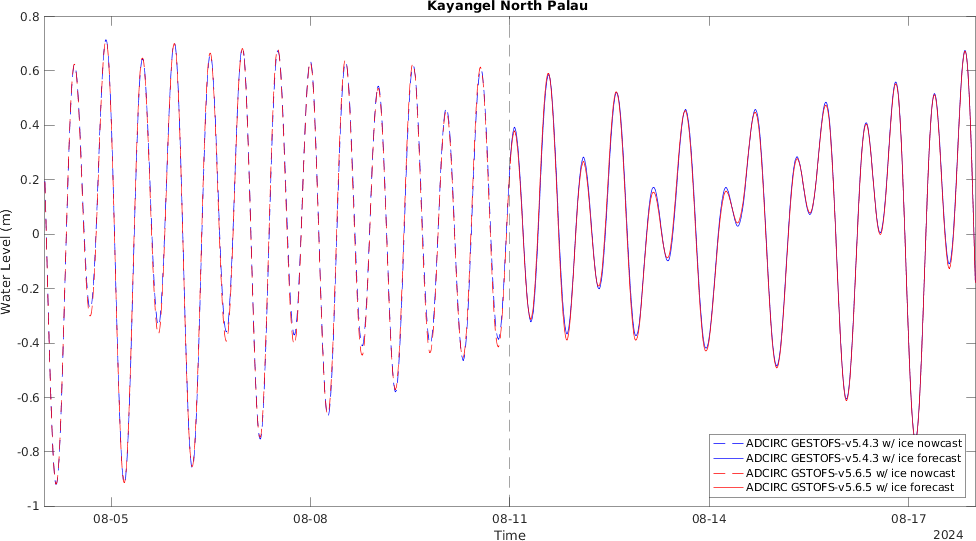 Kayangel North Palau
0.8
0.6
0.4
0.2
0
-0.2
-0.4
-0.6
-0.8
-1
Water Level (m)
08-05
08-08
08-11
08-14
08-17
Time
2024
ADCIRC GESTOFS-v5.4.3 w/ ice nowcast
ADCIRC GESTOFS-v5.4.3 w/ ice forecast
ADCIRC GSTOFS-v5.6.5 w/ ice nowcast
ADCIRC GSTOFS-v5.6.5 w/ ice forecast